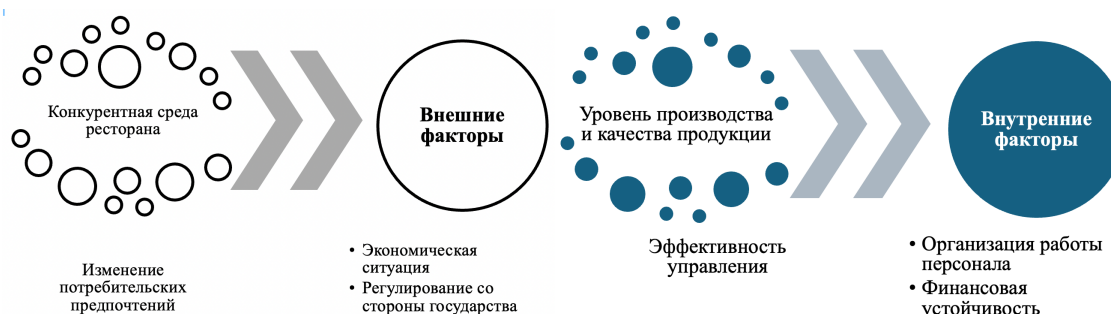 Конкурентная среда
ресторана
Внешние
факторы
Изменение
потребительских
предпочтений
• Экономическая
ситуация
• Регулирование со
стороны государства
Уровень производства
и качества продукции
Внутренние
факторы
Эффективность
управления
• Организация работы
персонала
• Финансовая
устойчивость